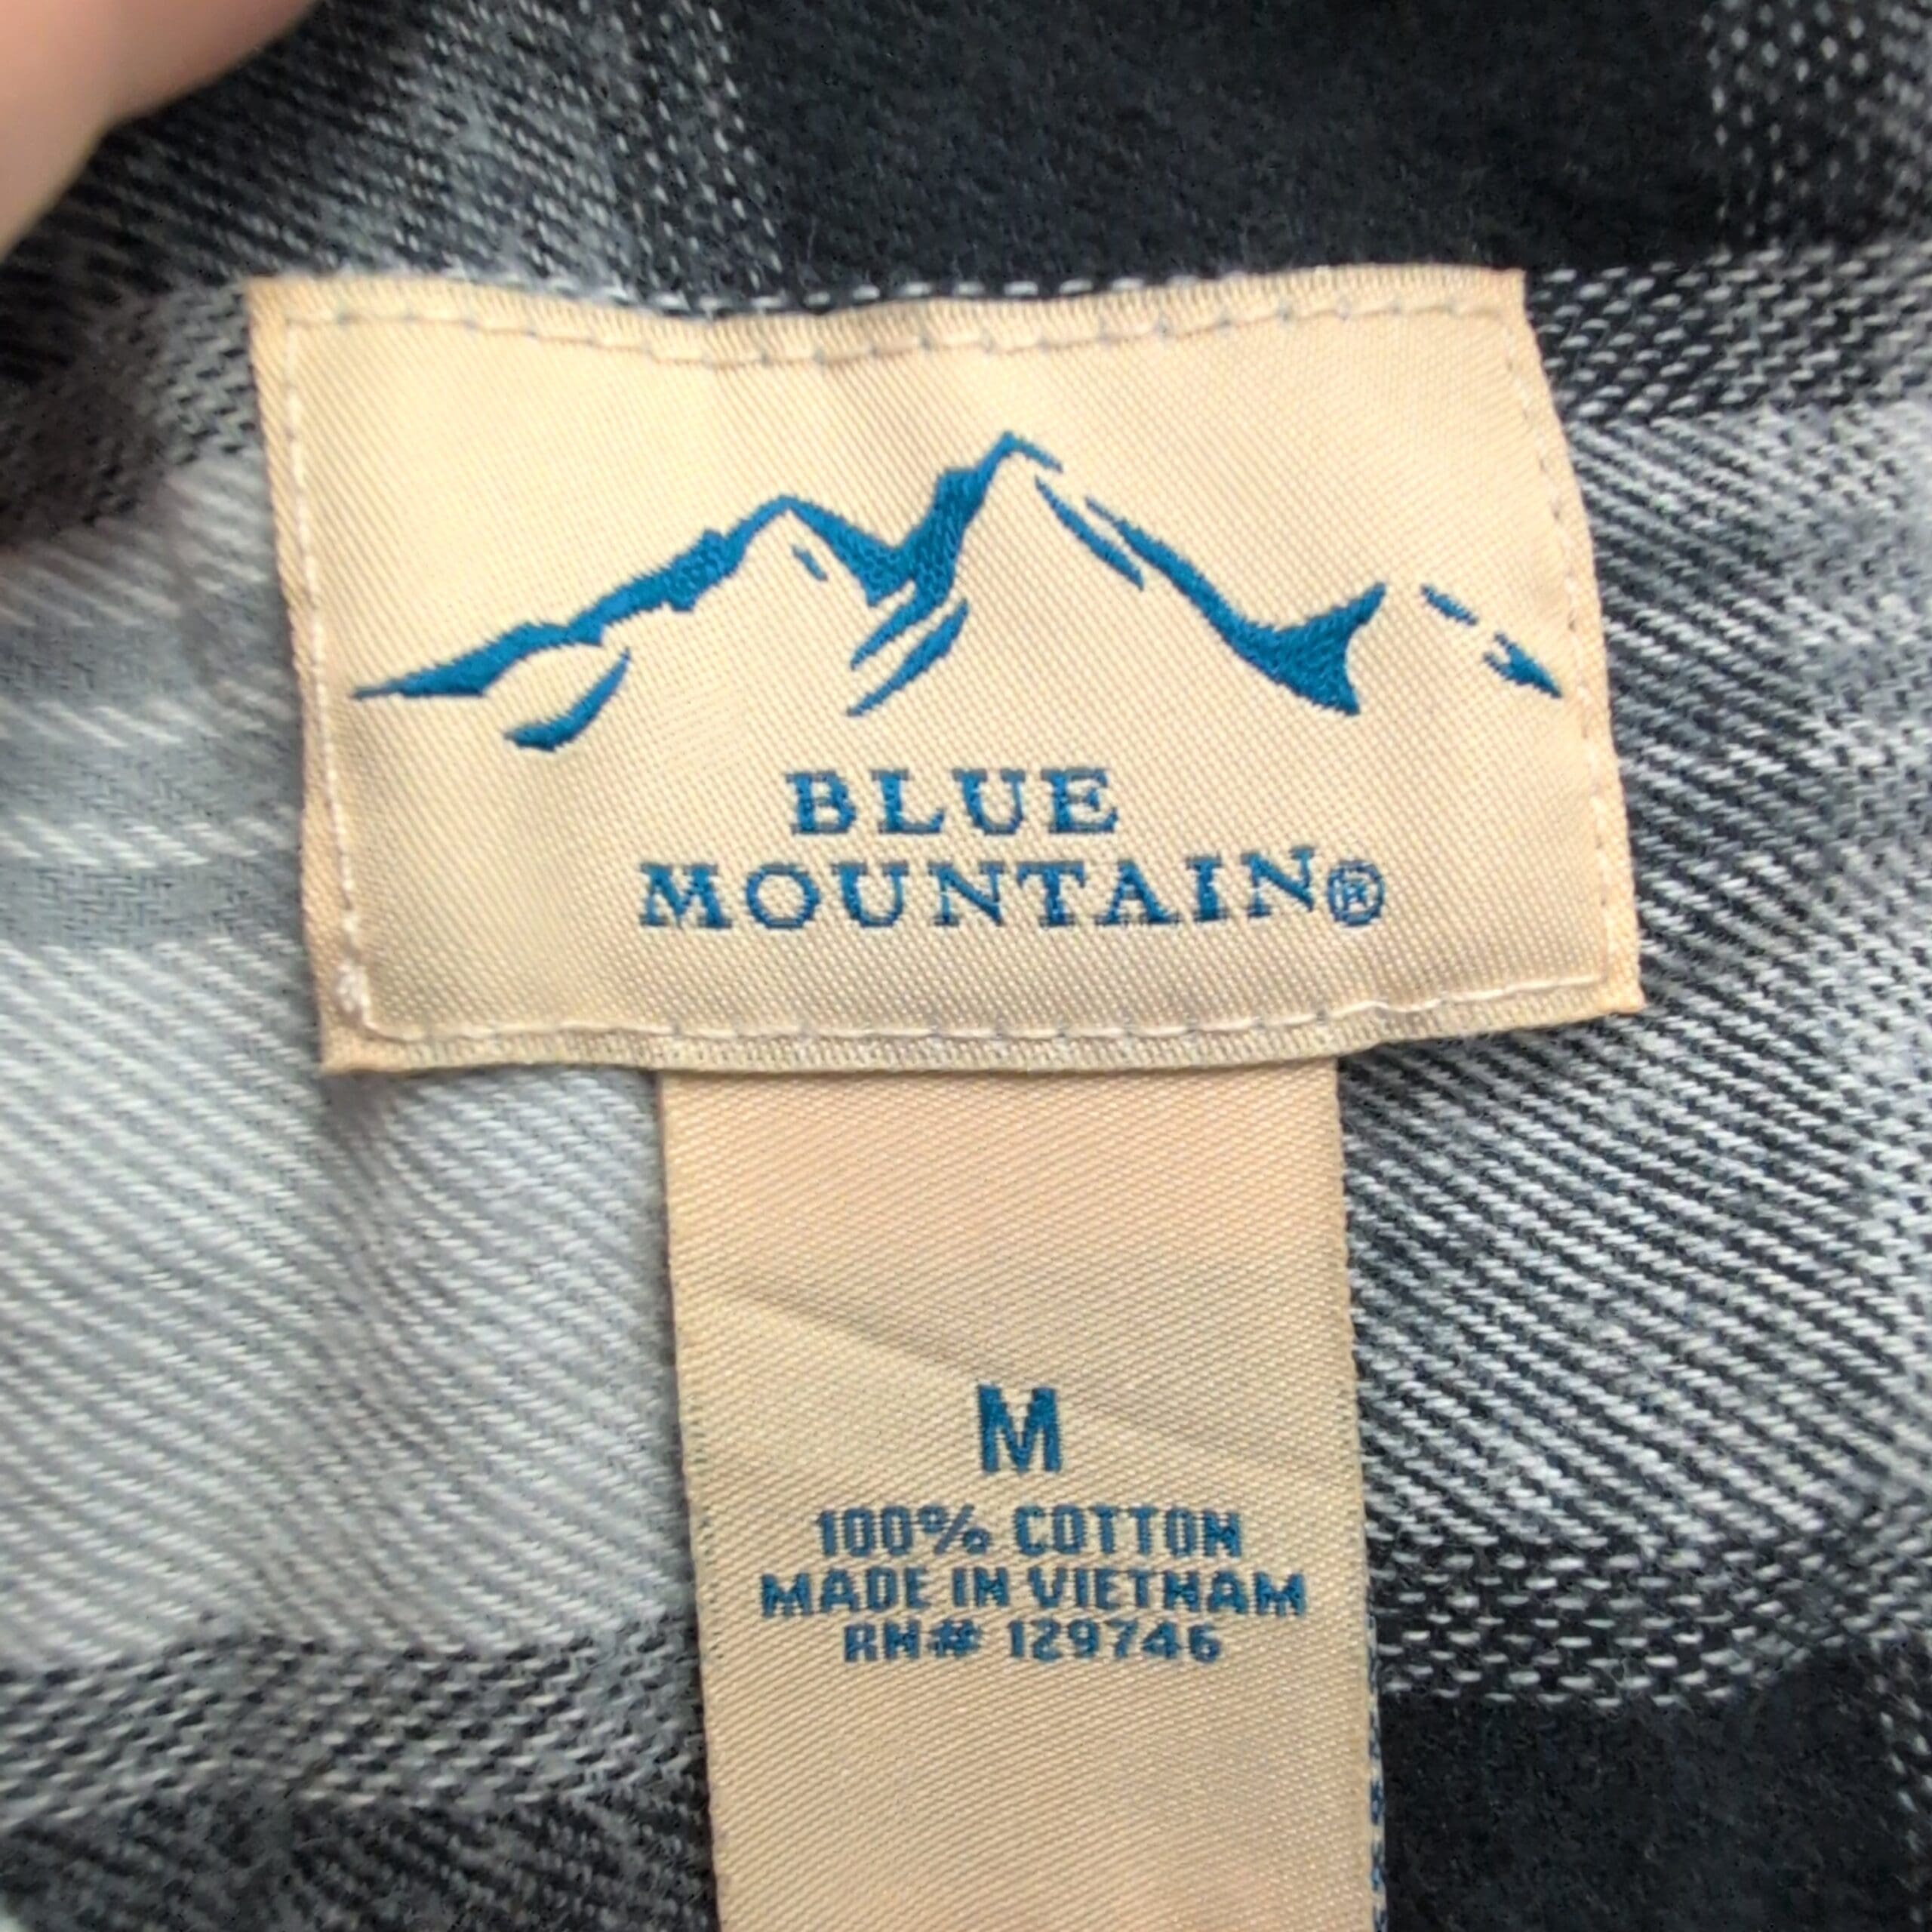 BLUE
MOUNTAIN®
M
100% COTTON
MADE IN VIETNAM
RN# 129746